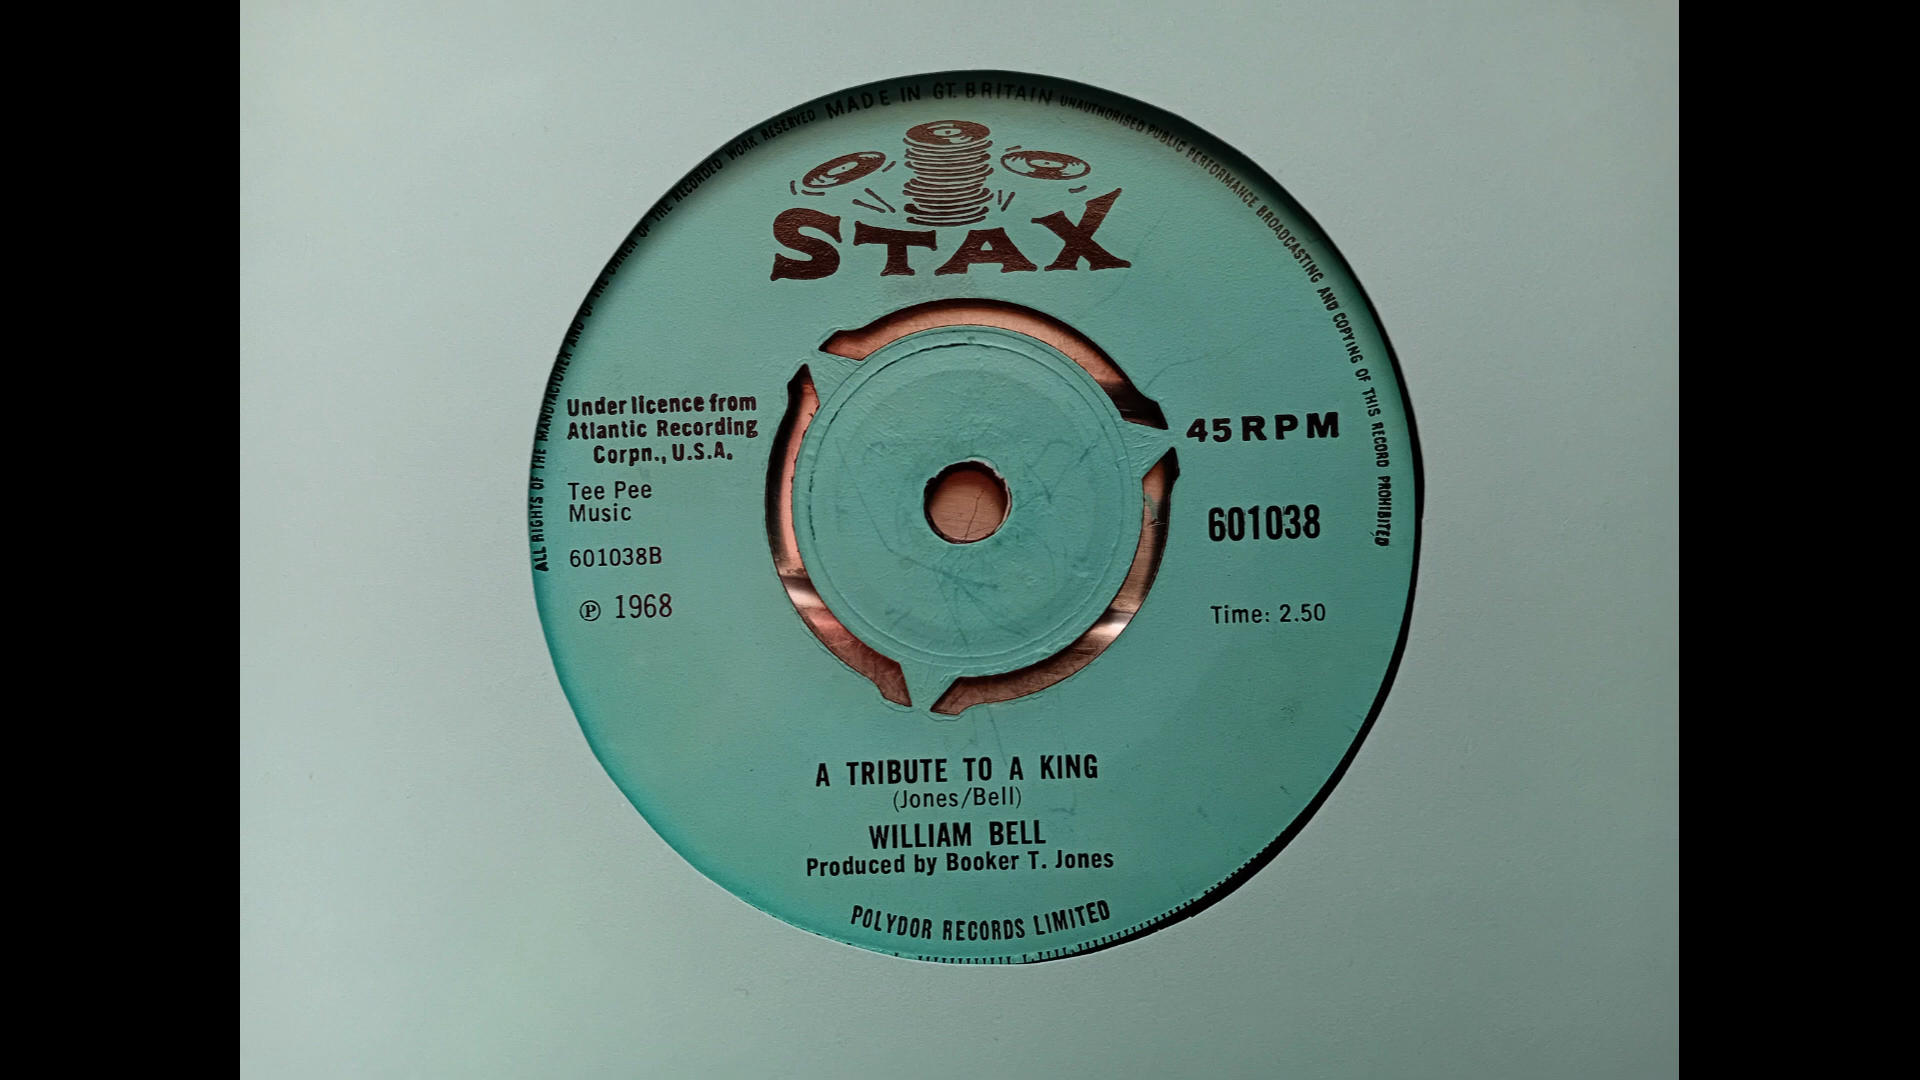 ALL RIGHTS OF THE MANUFACTURER AND OF THE OWNER OF THE RECORDED WORK RESERVED MADE IN GT. BRITAIN UNAUTHORISED PUBLIC PERFORMANCE BROADCASTING AND COPYING OF THIS RECORD PROHIBITED
STAX
Under licence from
Atlantic Recording
Corpn., U.S.A.
Tee Pee
Music
601038B
℗ 1968
45 RPM
601038
Time: 2.50
A TRIBUTE TO A KING
(Jones/Bell)
WILLIAM BELL
Produced by Booker T. Jones
POLYDOR RECORDS LIMITED